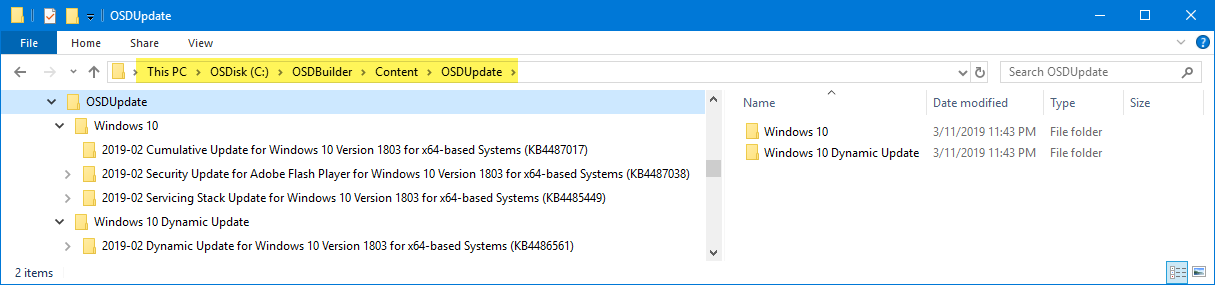 OSDUpdate
File Home Share View
This PC OSDisk (C:) OSDBuilder Content OSDUpdate Search OSDUpdate
OSDUpdate
Windows 10
2019-02 Cumulative Update for Windows 10 Version 1803 for x64-based Systems (KB4487017)
2019-02 Security Update for Adobe Flash Player for Windows 10 Version 1803 for x64-based Systems (KB4487038)
2019-02 Servicing Stack Update for Windows 10 Version 1803 for x64-based Systems (KB4485449)
Windows 10 Dynamic Update
2019-02 Dynamic Update for Windows 10 Version 1803 for x64-based Systems (KB4486561)
Name Date modified Type Size
Windows 10 3/11/2019 11:43 PM File folder
Windows 10 Dynamic Update 3/11/2019 11:43 PM File folder
2 items